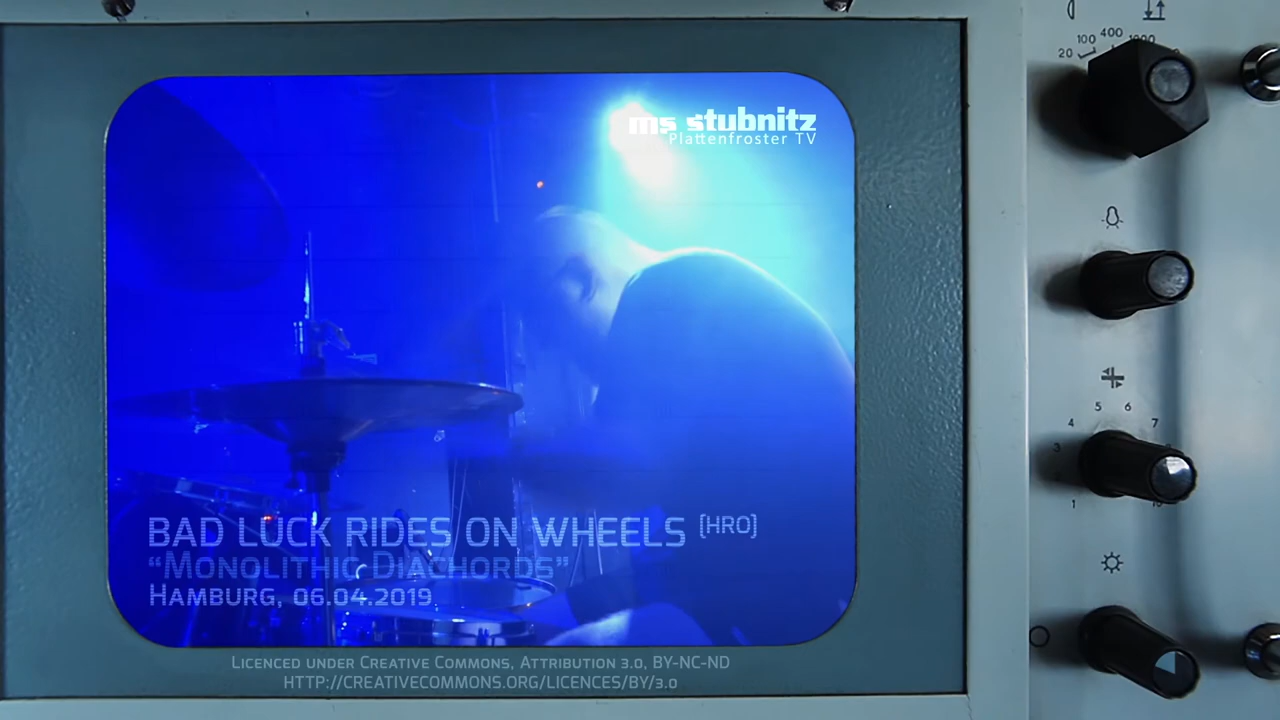 ms stubnitz
Plattenfroster TV
BAD LUCK RIDES ON WHEELS [HRO]
“MONOLITHIC DIACHORDS”
HAMBURG, 06.04.2019
LICENCED UNDER CREATIVE COMMONS, ATTRIBUTION 3.0, BY-NC-ND
HTTP://CREATIVECOMMONS.ORG/LICENCES/BY/3.0
20 100 400 1000
1 3 4 5 6 7